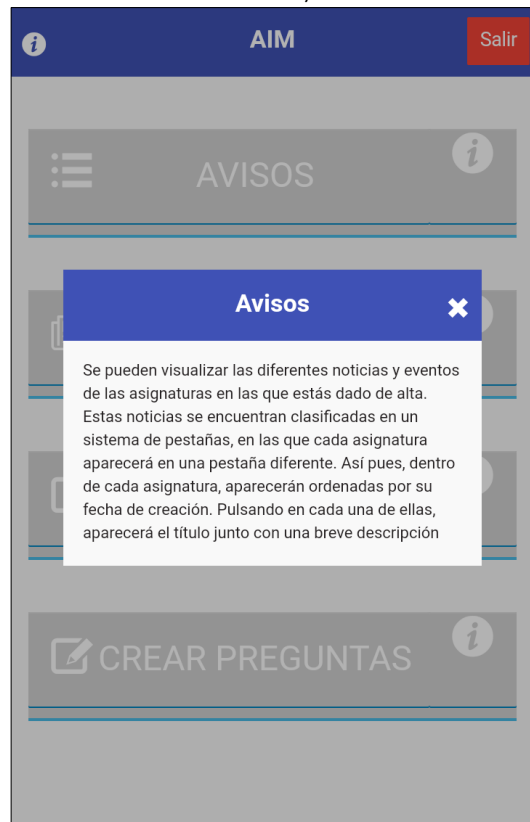 AIM
Salir
AVISOS
Avisos
Se pueden visualizar las diferentes noticias y eventos
de las asignaturas en las que estás dado de alta.
Estas noticias se encuentran clasificadas en un
sistema de pestañas, en las que cada asignatura
aparecerá en una pestaña diferente. Así pues, dentro
de cada asignatura, aparecerán ordenadas por su
fecha de creación. Pulsando en cada una de ellas,
aparecerá el título junto con una breve descripción
CREAR PREGUNTAS